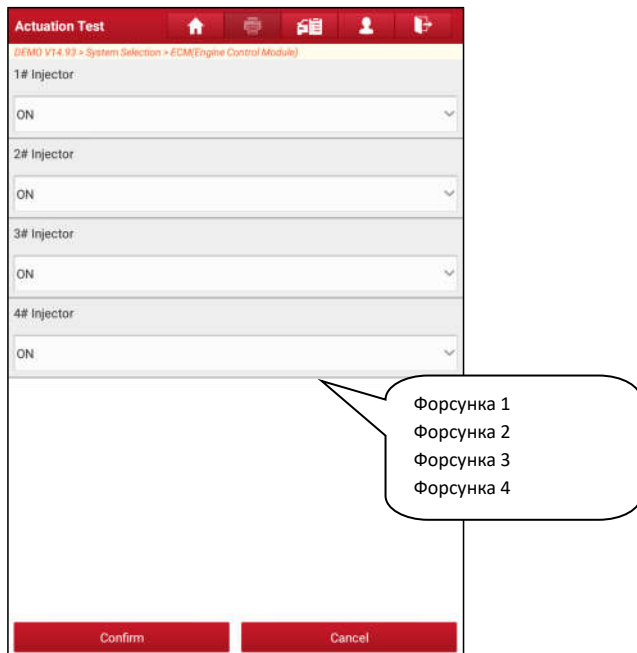 Actuation Test
DEMO V14.93 > System Selection > ECM(Engine Control Module)
1# Injector
ON
2# Injector
ON
3# Injector
ON
4# Injector
ON
Форсунка 1
Форсунка 2
Форсунка 3
Форсунка 4
Confirm Cancel